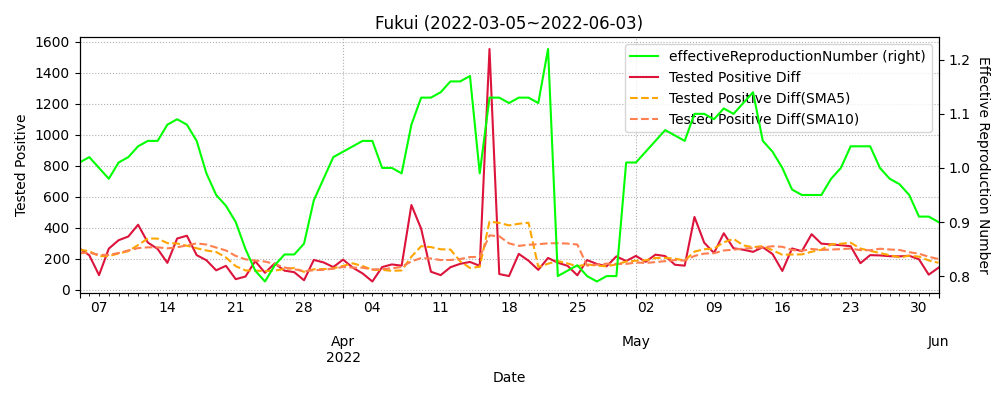 Fukui (2022-03-05~2022-06-03)
effectiveReproductionNumber (right)
Tested Positive Diff
Tested Positive Diff(SMA5)
Tested Positive Diff(SMA10)
Tested Positive
1600
1400
1200
1000
800
600
400
200
0
1.2
1.1
1.0
0.9
0.8
Effective Reproduction Number
07 14 21 28 04 11 18 25 02 09 16 23 30
Apr May Jun
2022
Date